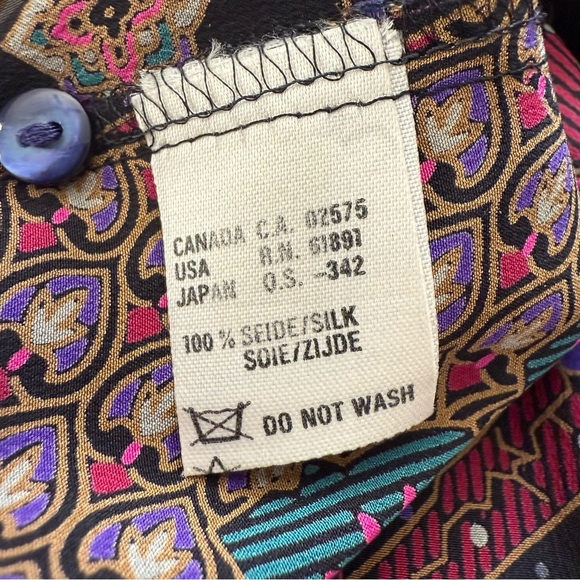 CANADA C.A. 02575
USA R.N. 61891
JAPAN O.S. -342
100 % SEIDE/SILK
SOIE/ZIJDE
DO NOT WASH